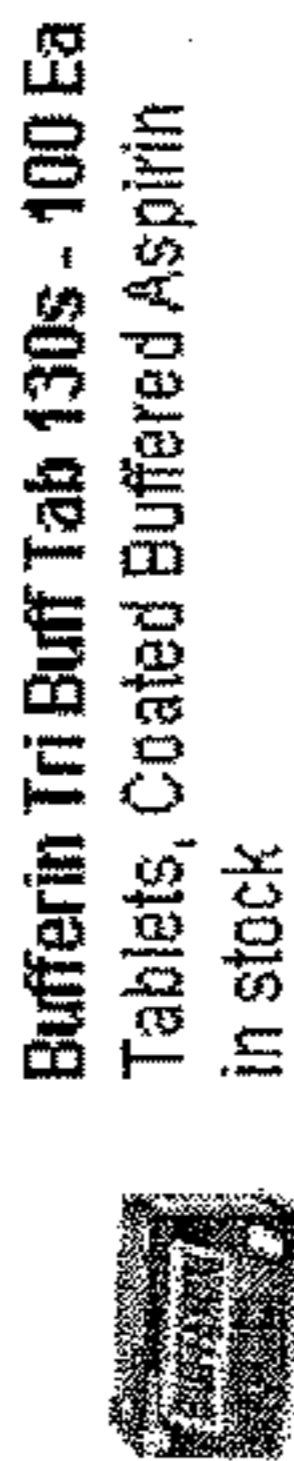 Bufferin Tri Buff Tab 130s - 100 Ea
Tablets, Coated Buffered Aspirin
in stock